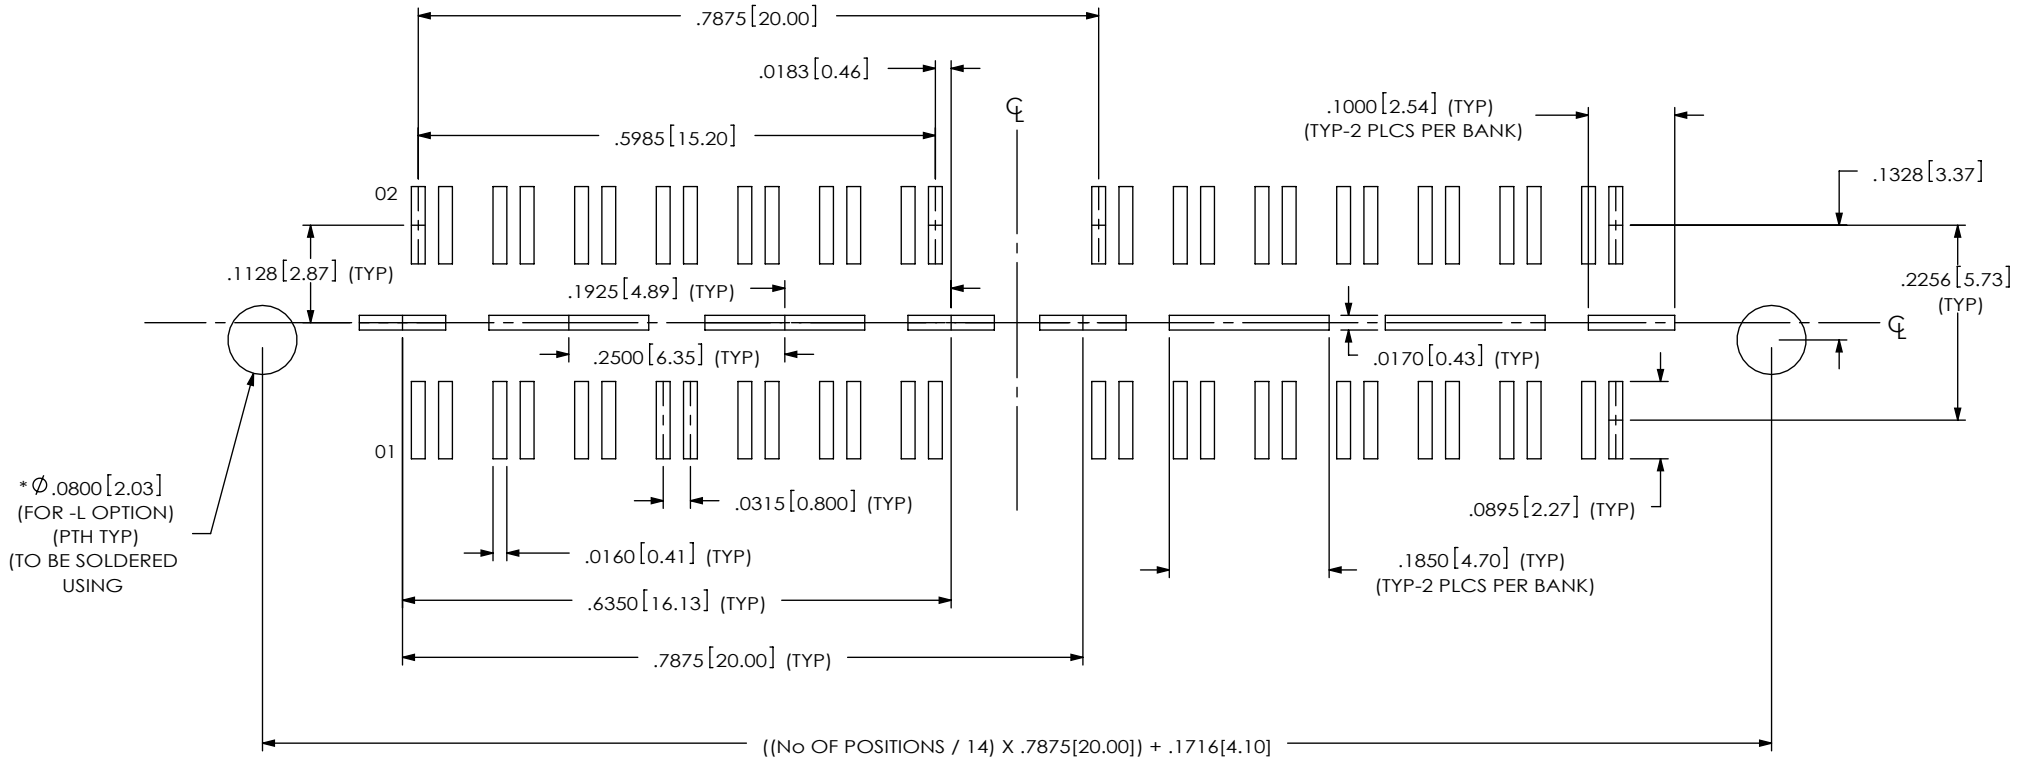 .7875[20.00]
.0183[0.46]
℄
.1000[2.54] (TYP)
(TYP-2 PLCS PER BANK)
.5985[15.20]
.1328[3.37]
02
.1128[2.87] (TYP)
.1925[4.89] (TYP)
.2256[5.73]
(TYP)
℄
.2500[6.35] (TYP)
.0170[0.43] (TYP)
01
*Ø.0800[2.03]
(FOR -L OPTION)
(PTH TYP)
(TO BE SOLDERED
USING
.0315[0.800] (TYP)
.0895[2.27] (TYP)
.0160[0.41] (TYP)
.1850[4.70] (TYP)
(TYP-2 PLCS PER BANK)
.6350[16.13] (TYP)
.7875[20.00] (TYP)
((No OF POSITIONS / 14) X .7875[20.00]) + .1716[4.10]